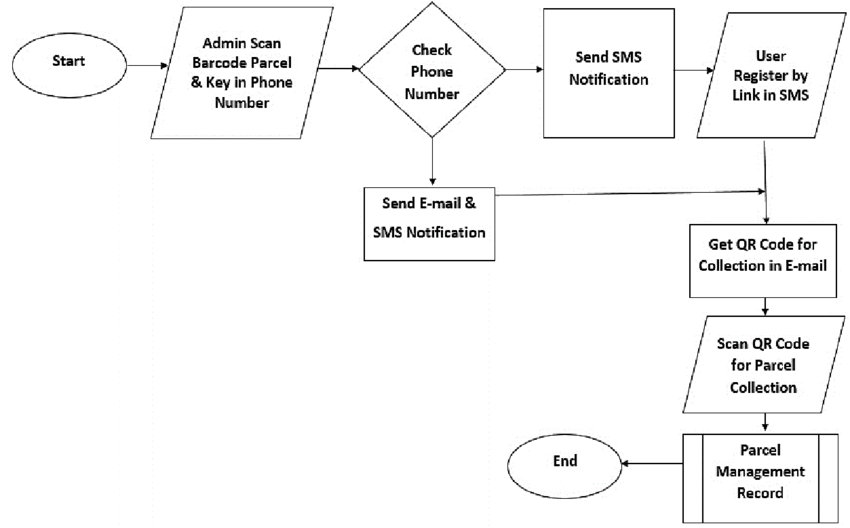 Start
Admin Scan
Barcode Parcel
& Key in Phone
Number
Check
Phone
Number
Send SMS
Notification
User
Register by
Link in SMS
Send E-mail &
SMS Notification
Get QR Code for
Collection in E-mail
Scan QR Code
for Parcel
Collection
Parcel
Management
Record
End